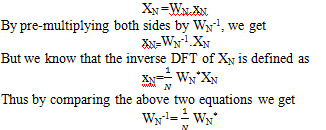 X_N=W_N.x_N
By pre-multiplying both sides by W_N^-1, we get
x_N=W_N^-1.X_N
But we know that the inverse DFT of X_N is defined as
x_N=1/N W_N*X_N
Thus by comparing the above two equations we get
W_N^-1=1/N W_N*